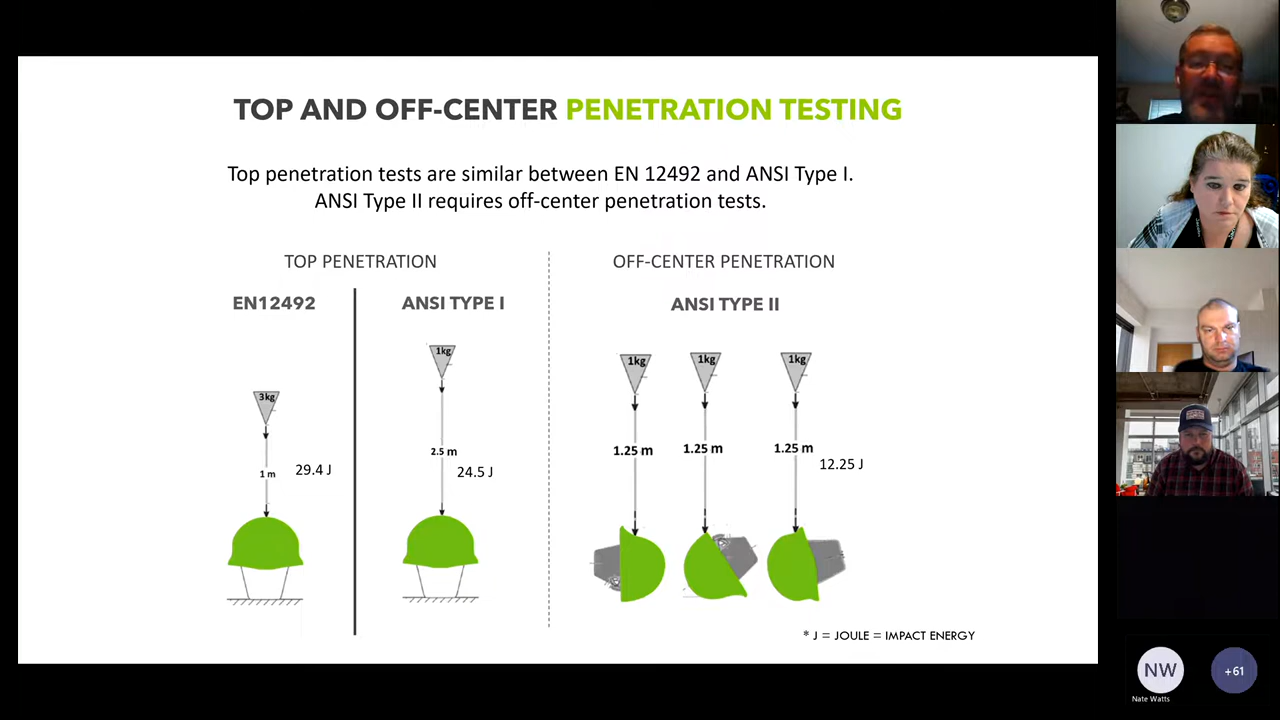 TOP AND OFF-CENTER PENETRATION TESTING
Top penetration tests are similar between EN 12492 and ANSI Type I.
ANSI Type II requires off-center penetration tests.
TOP PENETRATION
OFF-CENTER PENETRATION
EN12492
ANSI TYPE I
ANSI TYPE II
3kg
1 m
29.4 J
1kg
2.5 m
24.5 J
1kg
1kg
1kg
1.25 m
1.25 m
1.25 m
12.25 J
* J = JOULE = IMPACT ENERGY
NW
Nate Watts
+61